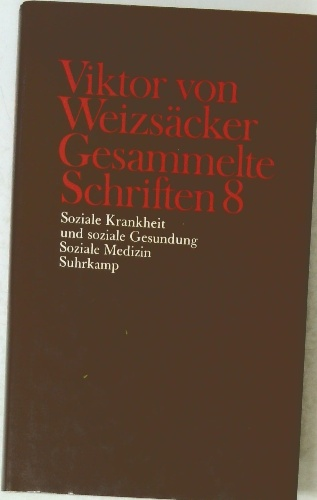 Viktor von
Weizsäcker
Gesammelte
Schriften 8
Soziale Krankheit
und soziale Gesundung
Soziale Medizin
Suhrkamp